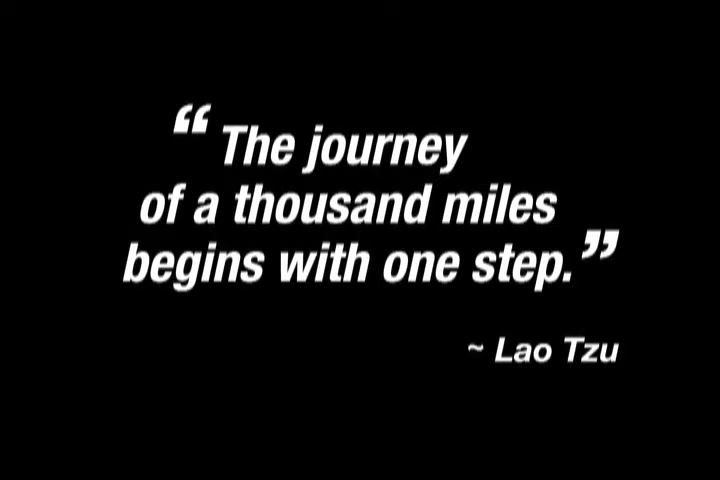 “ The journey
of a thousand miles
begins with one step.”
~ Lao Tzu